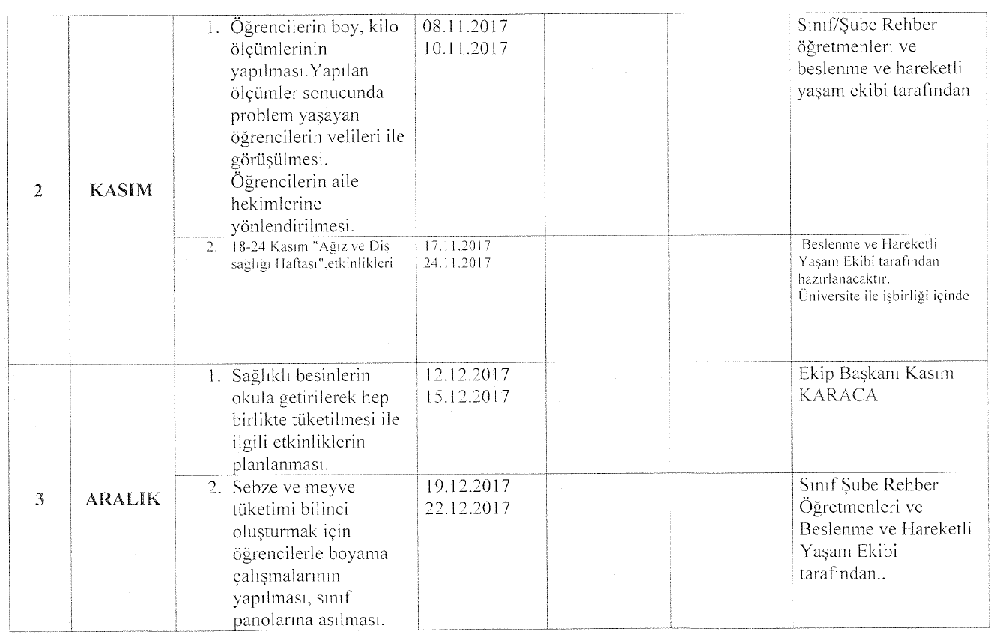 2
KASIM
1. Öğrencilerin boy, kilo
ölçümlerinin
yapılması.Yapılan
ölçümler sonucunda
problem yaşayan
öğrencilerin velileri ile
görüşülmesi.
Öğrencilerin aile
hekimlerine
yönlendirilmesi.
08.11.2017
10.11.2017
Sınıf/Şube Rehber
öğretmenleri ve
beslenme ve hareketli
yaşam ekibi tarafından
2. 18-24 Kasım "Ağız ve Diş
sağlığı Haftası".etkinlikleri
17.11.2017
24.11.2017
Beslenme ve Hareketli
Yaşam Ekibi tarafından
hazırlanacaktır.
Üniversite ile işbirliği içinde
3
ARALIK
1. Sağlıklı besinlerin
okula getirilerek hep
birlikte tüketilmesi ile
ilgili etkinliklerin
planlanması.
12.12.2017
15.12.2017
Ekip Başkanı Kasım
KARACA
2. Sebze ve meyve
tüketimi bilinci
oluşturmak için
öğrencilerle boyama
çalışmalarının
yapılması, sınıf
panolarına asılması.
19.12.2017
22.12.2017
Sınıf Şube Rehber
Öğretmenleri ve
Beslenme ve Hareketli
Yaşam Ekibi
tarafından..